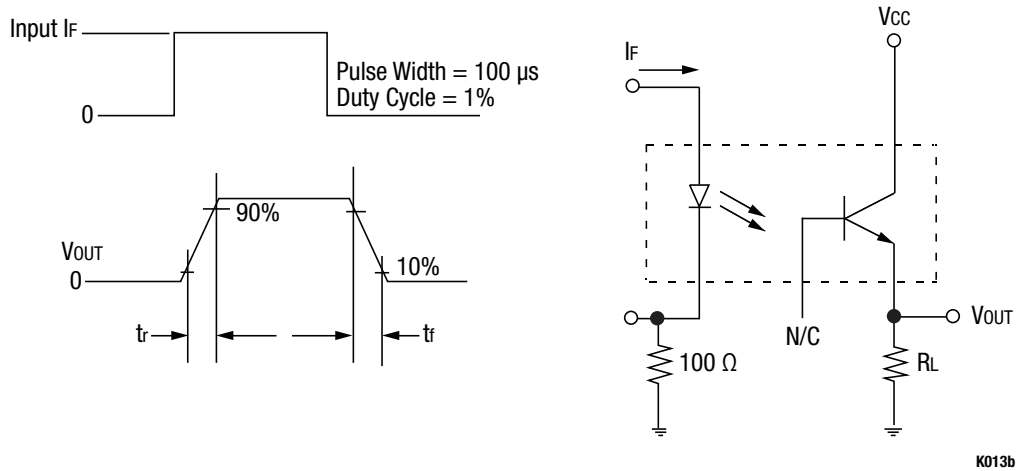 Input IF
0
Pulse Width = 100 µs
Duty Cycle = 1%
VOUT
0
90%
10%
tr
tf
VCC
IF
N/C
VOUT
100 Ω
RL
K013b